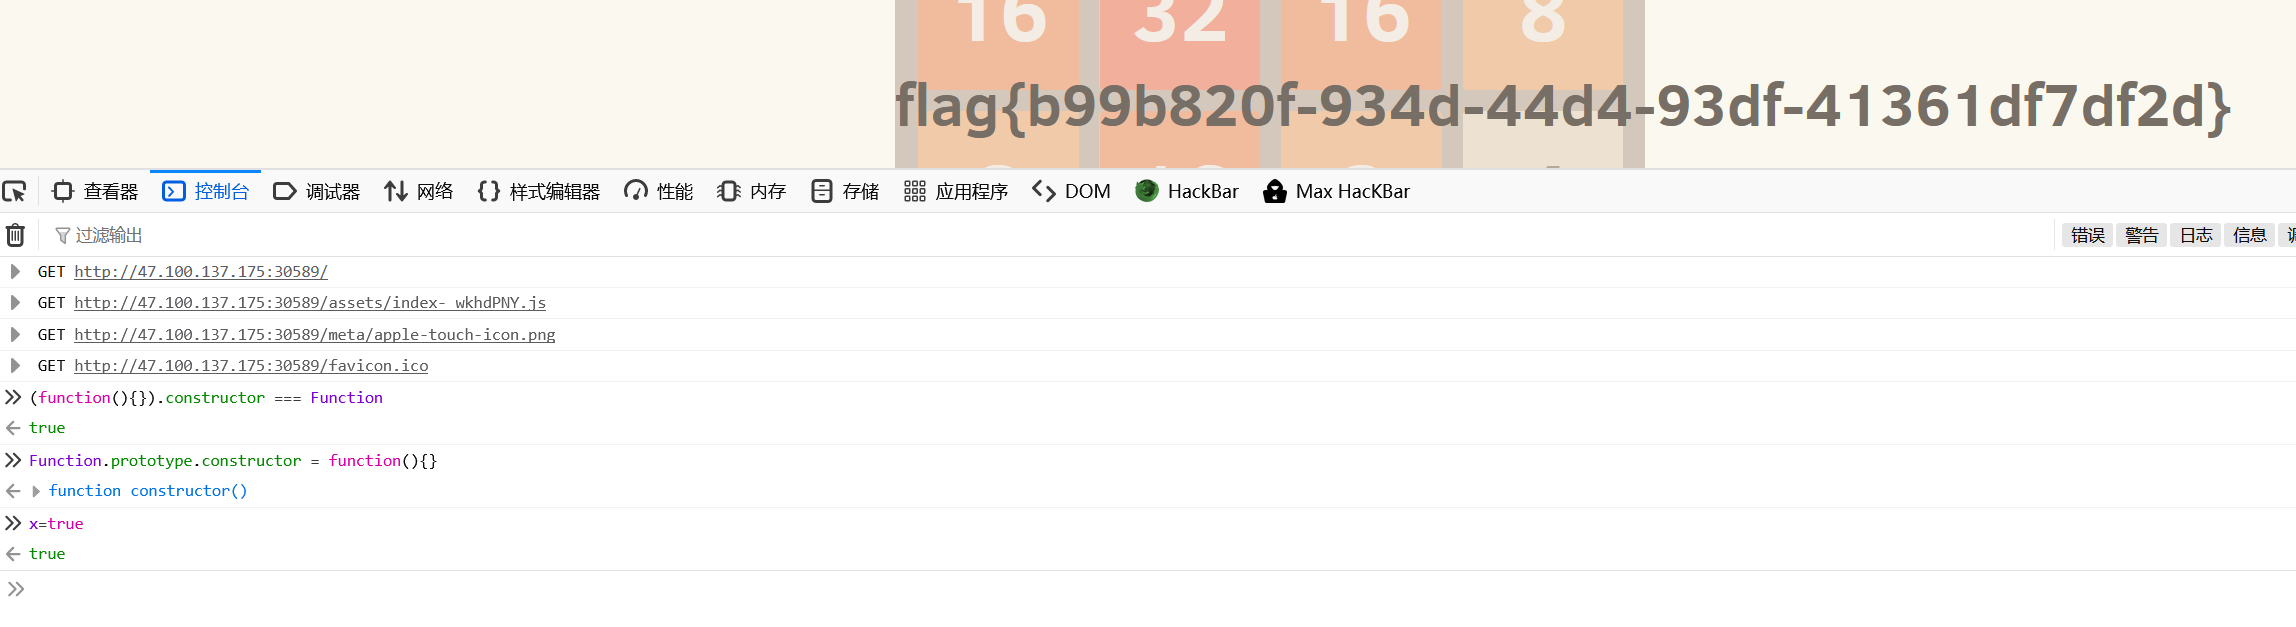 16 32 16 8
flag{b99b820f-934d-44d4-93df-41361df7df2d}
查看器 控制台 调试器 网络 样式编辑器 性能 内存 存储 应用程序 DOM HackBar Max HacKBar
过滤输出 错误 警告 日志 信息
GET http://47.100.137.175:30589/
GET http://47.100.137.175:30589/assets/index-_wkhdPNY.js
GET http://47.100.137.175:30589/meta/apple-touch-icon.png
GET http://47.100.137.175:30589/favicon.ico
(function(){}).constructor === Function
true
Function.prototype.constructor = function(){}
function constructor()
x=true
true